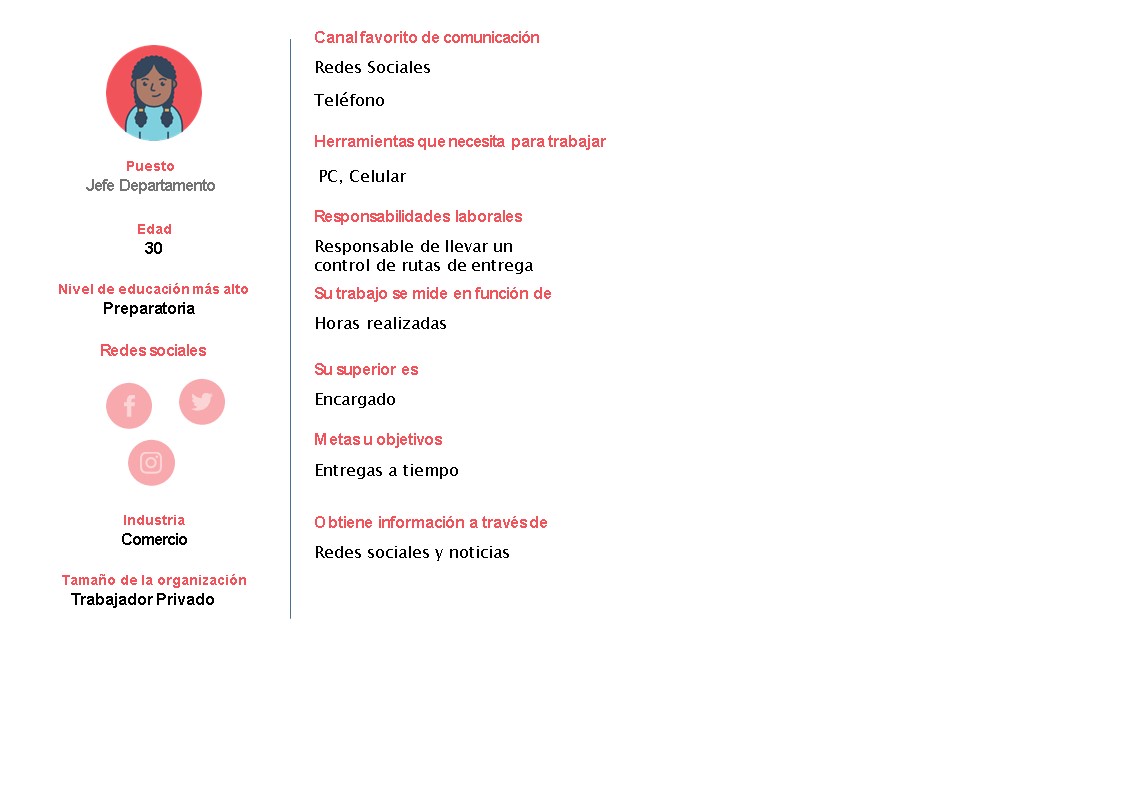 Puesto
Jefe Departamento
Edad
30
Nivel de educación más alto
Preparatoria
Redes sociales
Industria
Comercio
Tamaño de la organización
Trabajador Privado
Canal favorito de comunicación
Redes Sociales
Teléfono
Herramientas que necesita para trabajar
PC, Celular
Responsabilidades laborales
Responsable de llevar un
control de rutas de entrega
Su trabajo se mide en función de
Horas realizadas
Su superior es
Encargado
Metas u objetivos
Entregas a tiempo
Obtiene información a través de
Redes sociales y noticias